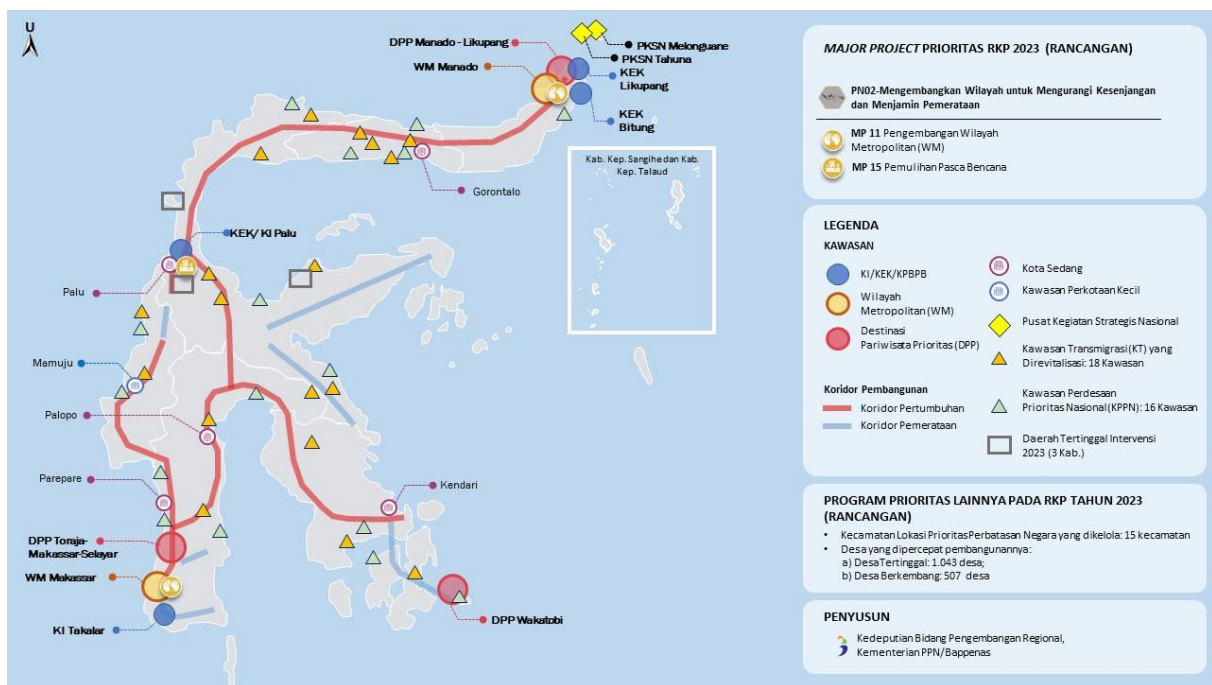 U
DPP Manado - Likupang
WM Manado
PKSN Melonguane
PKSN Tahuna
KEK
Likupang
KEK
Bitung
Kab. Kep. Sangihe dan Kab.
Kep. Talaud
Gorontalo
KEK/ KI Palu
Palu
Mamuju
Palopo
Parepare
Kendari
DPP Toraja-
Makassar-Selayar
WM Makassar
KI Takalar
DPP Wakatobi
MAJOR PROJECT PRIORITAS RKP 2023 (RANCANGAN)
PN02-Mengembangkan Wilayah untuk Mengurangi Kesenjangan
dan Menjamin Pemerataan
MP 11 Pengembangan Wilayah
Metropolitan (WM)
MP 15 Pemulihan Pasca Bencana
LEGENDA
KAWASAN
KI/KEK/KPBPB
Wilayah
Metropolitan (WM)
Destinasi
Pariwisata Prioritas (DPP)
Koridor Pembangunan
Koridor Pertumbuhan
Koridor Pemerataan
Kota Sedang
Kawasan Perkotaan Kecil
Pusat Kegiatan Strategis Nasional
Kawasan Transmigrasi (KT) yang
Direvitalisasi: 18 Kawasan
Kawasan Perdesaan
Prioritas Nasional (KPPN): 16 Kawasan
Daerah Tertinggal Intervensi
2023 (3 Kab.)
PROGRAM PRIORITAS LAINNYA PADA RKP TAHUN 2023
(RANCANGAN)
• Kecamatan Lokasi Prioritas Perbatasan Negara yang dikelola: 15 kecamatan
• Desa yang dipercepat pembangunannya:
a) Desa Tertinggal: 1.043 desa;
b) Desa Berkembang: 507 desa
PENYUSUN
Kedeputian Bidang Pengembangan Regional,
Kementerian PPN/Bappenas